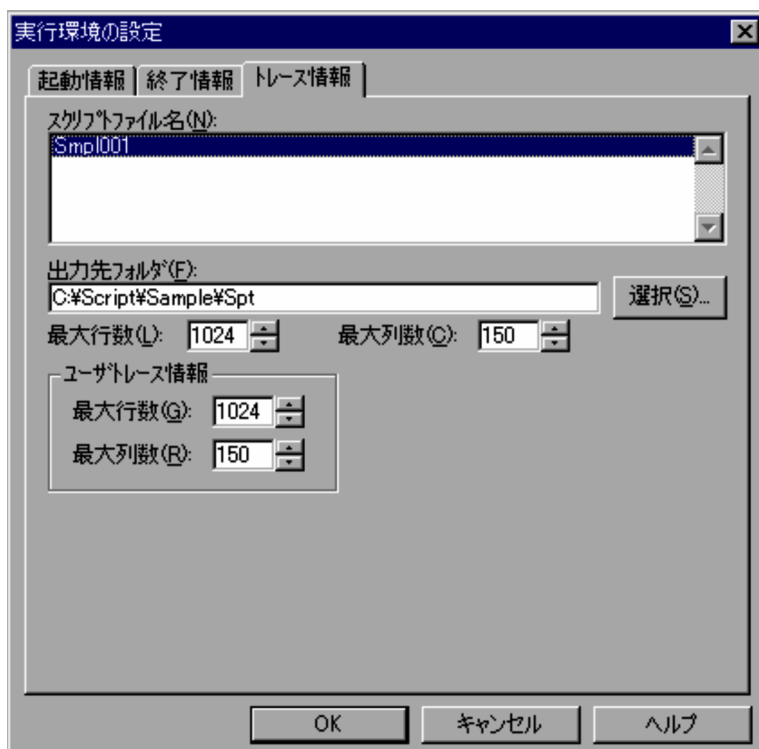 実行環境の設定
起動情報 終了情報 トレース情報
スクリプトファイル名(N):
Smpl001
出力先フォルダ(F):
C:¥Script¥Sample¥Spt 選択(S)...
最大行数(L): 1024 最大列数(C): 150
ユーザトレース情報
最大行数(G): 1024
最大列数(R): 150
OK キャンセル ヘルプ